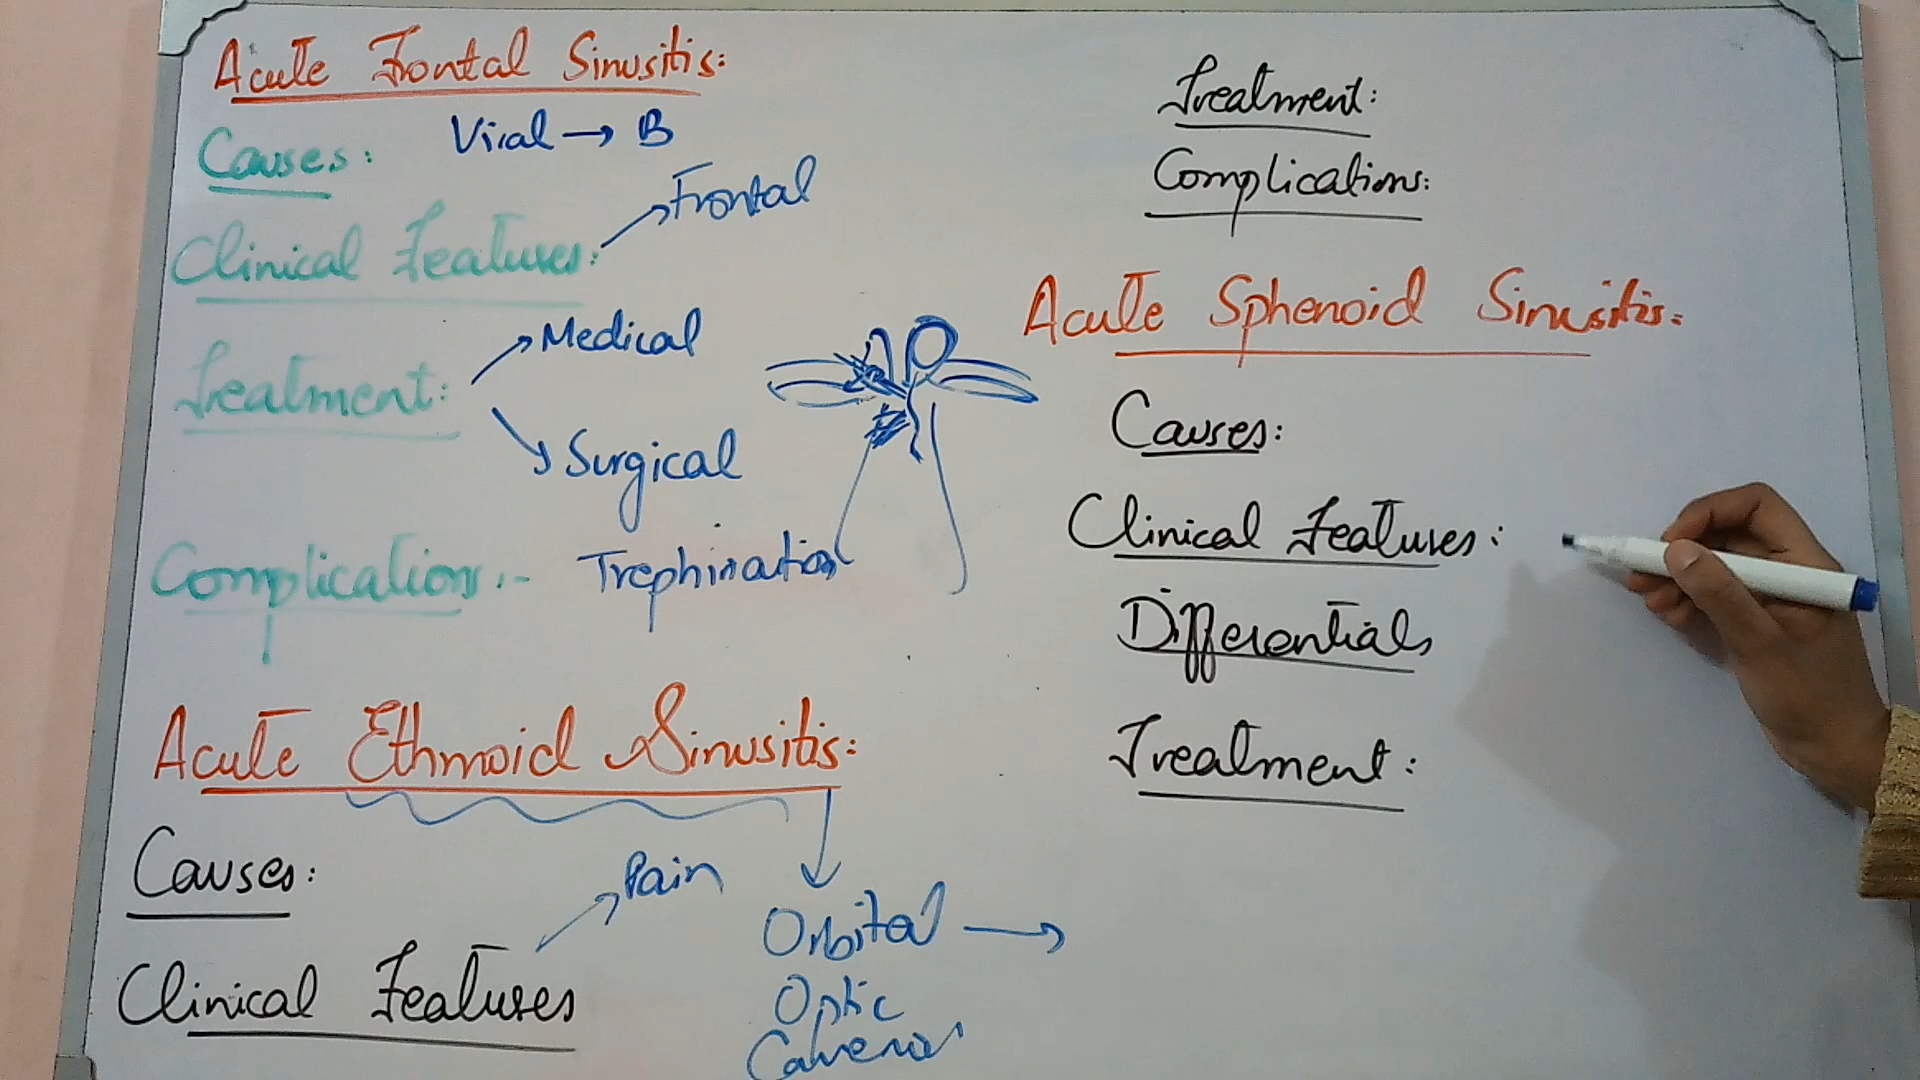 Acute Frontal Sinusitis:
Causes: Viral → B
Clinical Features: Frontal
Treatment: Medical
Surgical
Complications:- Trephination
Acute Ethmoid Sinusitis:
Causes:
Clinical Features Pain
Orbital →
Optic
Treatment:
Complications:
Acute Sphenoid Sinusitis:
Causes:
Clinical Features:
Differentials
Treatment: